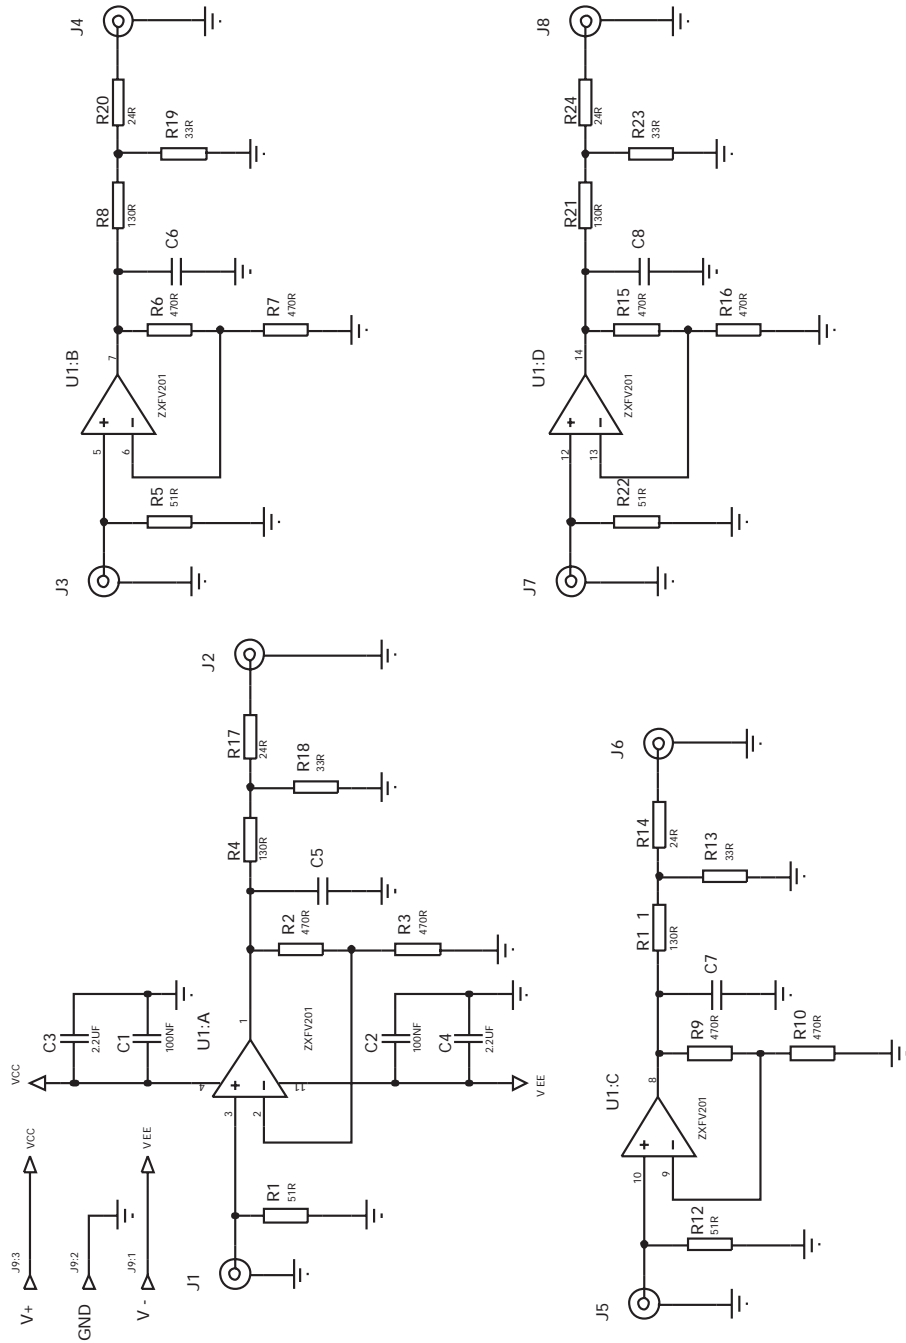 J4
R20
24R
R19
33R
R8
130R
C6
R6
470R
R7
470R
U1:B
7
ZXFV201
+
−
5
6
R5
51R
J3
J8
R24
24R
R23
33R
R21
130R
C8
R15
470R
R16
470R
U1:D
14
ZXFV201
+
−
12
13
R22
51R
J7
J2
R17
24R
R18
33R
R4
130R
C5
R2
470R
R3
470R
C3
2.2UF
C1
100NF
U1:A
1
ZXFV201
C2
100NF
C4
2.2UF
VCC
4
+
−
11
V EE
3
2
R1
51R
J1
VCC
V EE
J9:3
J9:2
J9:1
V+
GND
V -
J6
R14
24R
R13
33R
R1 1
130R
C7
R9
470R
R10
470R
U1:C
8
ZXFV201
+
−
10
9
R12
51R
J5